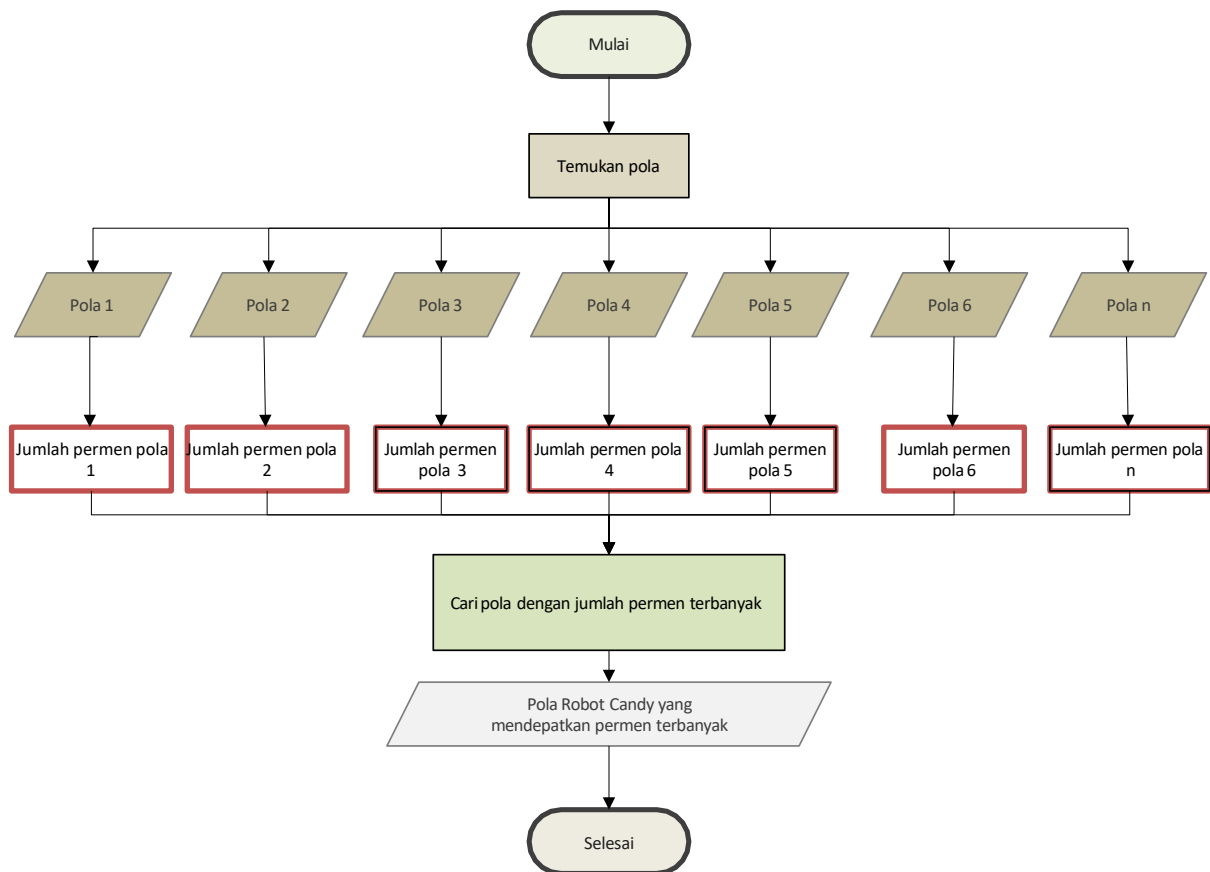 Mulai
Temukan pola
Pola 1
Pola 2
Pola 3
Pola 4
Pola 5
Pola 6
Pola n
Jumlah permen pola
1
Jumlah permen pola
2
Jumlah permen
pola 3
Jumlah permen pola
4
Jumlah permen
pola 5
Jumlah permen
pola 6
Jumlah permen pola
n
Cari pola dengan jumlah permen terbanyak
Pola Robot Candy yang
mendepatkan permen terbanyak
Selesai